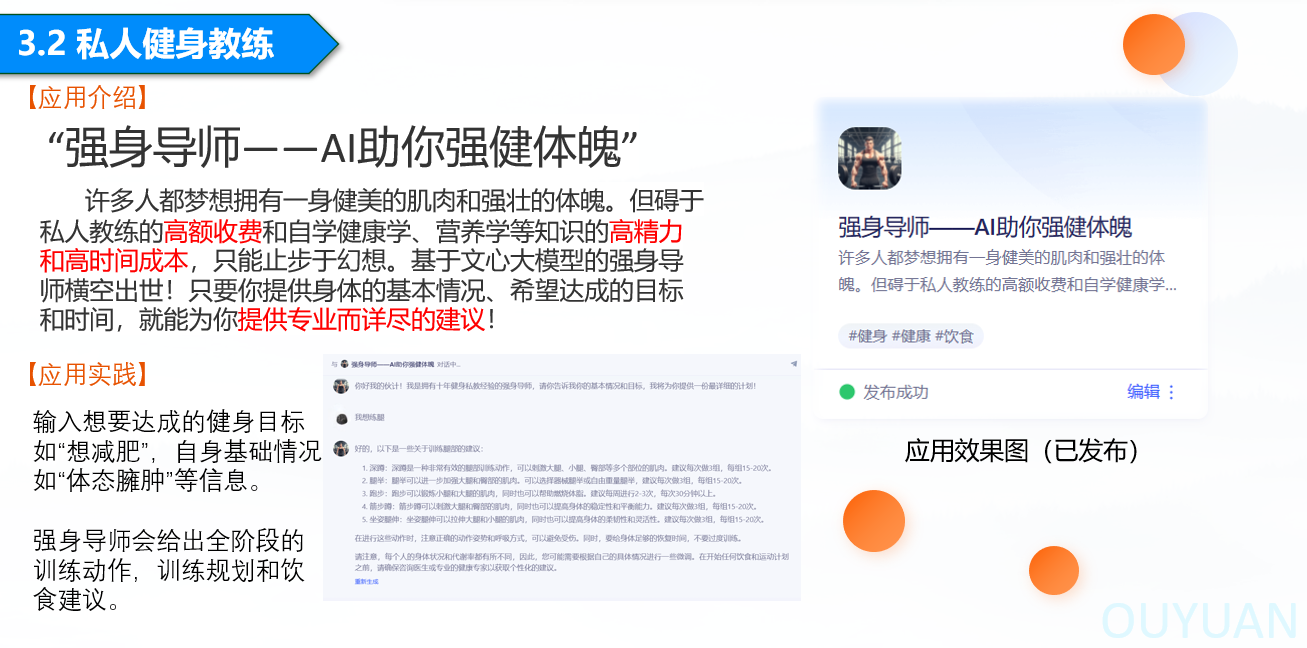 3.2 私人健身教练
【应用介绍】
“强身导师——AI助你强健体魄”
许多人都梦想拥有一身健美的肌肉和强壮的体魄。但碍于
私人教练的高额收费和自学健康学、营养学等知识的高精力
和高时间成本，只能止步于幻想。基于文心大模型的强身导
师横空出世！只要你提供身体的基本情况、希望达成的目标
和时间，就能为你提供专业而详尽的建议！
【应用实践】
输入想要达成的健身目标
如“想减肥”，自身基础情况
如“体态臃肿”等信息。
强身导师会给出全阶段的
训练动作，训练规划和饮
食建议。
与 强身导师——AI助你强健体魄 对话中...
你好我的伙计！我是拥有十年健身私教经验的强身导师，请你告诉我你的基本情况和目标，我将为你提供一份最详细的计划！
我想练腿
好的，以下是一些关于训练腿部的建议：
1. 深蹲：深蹲是一种非常有效的腿部训练动作，可以刺激大腿、小腿、臀部等多个部位的肌肉。建议每次做3组，每组15-20次。
2. 腿举：腿举可以进一步加强大腿和臀部的肌肉。可以选择器械腿举或自由重量腿举，建议每次做3组，每组15-20次。
3. 跑步：跑步可以锻炼小腿和大腿的肌肉，同时也可以帮助燃烧体脂。建议每周进行2-3次，每次30分钟以上。
4. 箭步蹲：箭步蹲可以刺激大腿和臀部的肌肉，同时也可以提高身体的稳定性和平衡能力。建议每次做3组，每组15-20次。
5. 坐姿腿伸：坐姿腿伸可以拉伸大腿和小腿的肌肉，同时也可以提高身体的柔韧性和灵活性。建议每次做3组，每组15-20次。
在进行这些动作时，注意正确的动作姿势和呼吸方式，可以避免受伤。同时，要给身体足够的恢复时间，不要过度训练。
请注意，每个人的身体状况和代谢率都有所不同，因此，您可能需要根据自己的具体情况进行一些微调。在开始任何饮食和运动计划
之前，请确保咨询医生或专业的健康专家以获取个性化的建议。
重新生成
强身导师——AI助你强健体魄
许多人都梦想拥有一身健美的肌肉和强壮的体
魄。但碍于私人教练的高额收费和自学健康学...
#健身 #健康 #饮食
发布成功
编辑
应用效果图（已发布）
OUYUAN